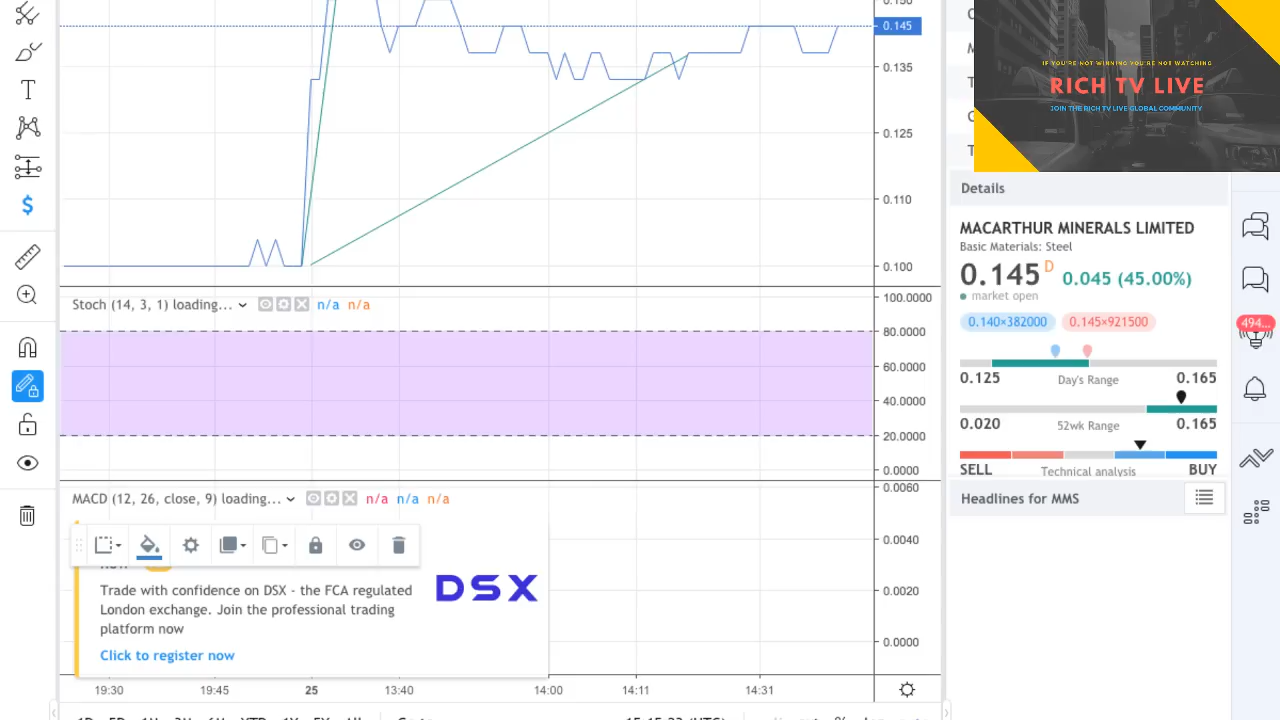 0.145
0.135
0.125
0.110
0.100
IF YOU'RE NOT WINNING YOU'RE NOT WATCHING
RICH TV LIVE
JOIN THE RICH TV LIVE GLOBAL COMMUNITY
Details
MACARTHUR MINERALS LIMITED
Basic Materials: Steel
0.145 D 0.045 (45.00%)
market open
0.140×382000 0.145×921500
0.125 Day's Range 0.165
0.020 52wk Range 0.165
SELL Technical analysis BUY
Headlines for MMS
494...
Stoch (14, 3, 1) loading... n/a n/a
100.0000
80.0000
60.0000
40.0000
20.0000
0.0000
MACD (12, 26, close, 9) loading... n/a n/a n/a
0.0060
0.0040
0.0020
0.0000
Trade with confidence on DSX - the FCA regulated
London exchange. Join the professional trading
platform now
Click to register now
DSX
19:30 19:45 25 13:40 14:00 14:11 14:31